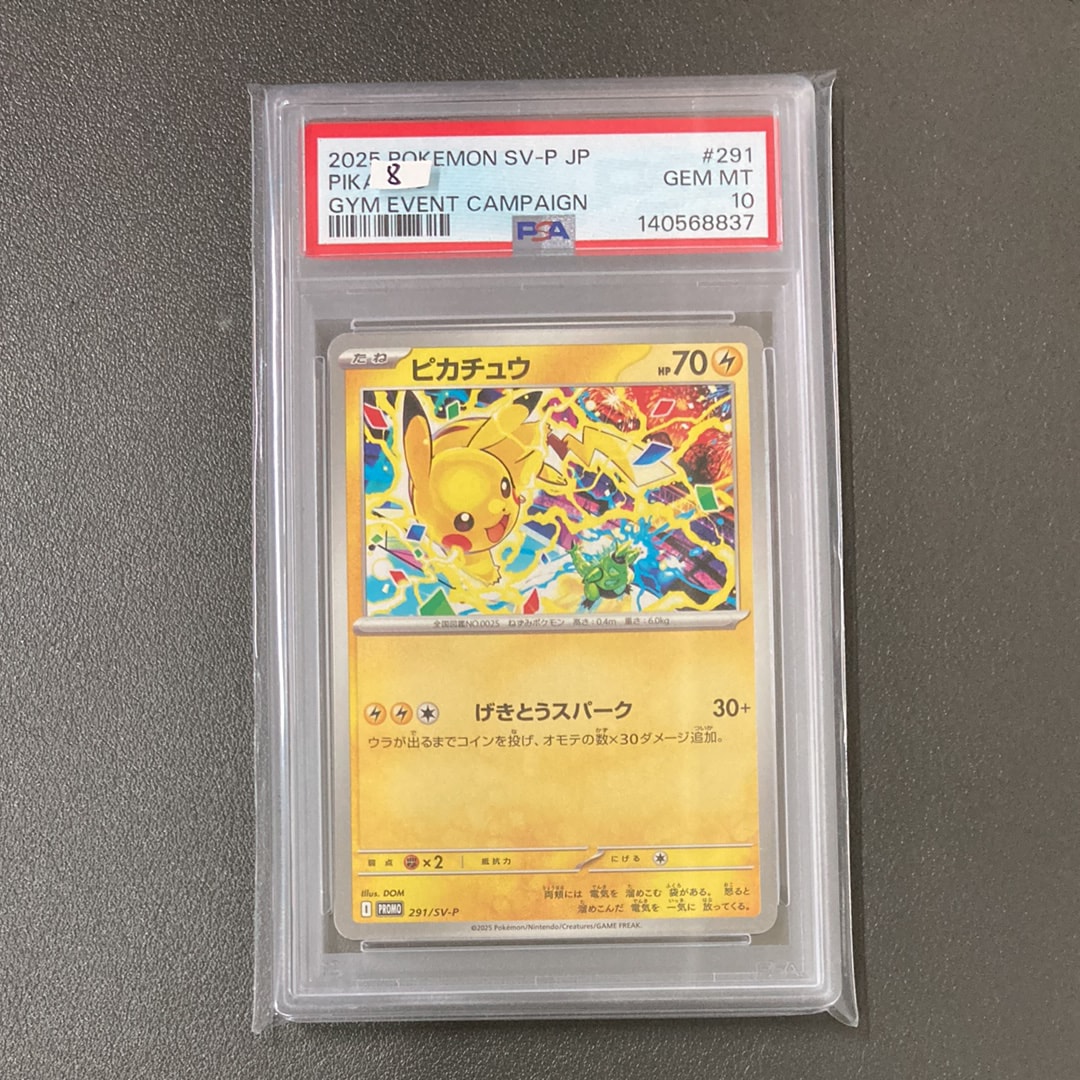 2025 POKEMON SV-P JP
#291
PIKA
8
GEM MT
GYM EVENT CAMPAIGN
10
PSA
140568837
たね
ピカチュウ
HP 70
全国図鑑NO.0025 ねずみポケモン 高さ:0.4m 重さ:6.0kg
げきとうスパーク 30+
ウラが出るまでコインを投げ、オモテの数×30ダメージ追加。
弱点 ×2 抵抗力 にげる
Illus. DOM
両頬には 電気を 溜めこむ 袋がある。 怒ると
溜めこんだ 電気を 一気に 放ってくる。
I PROMO 291/SV-P
©2025 Pokémon/Nintendo/Creatures/GAME FREAK.